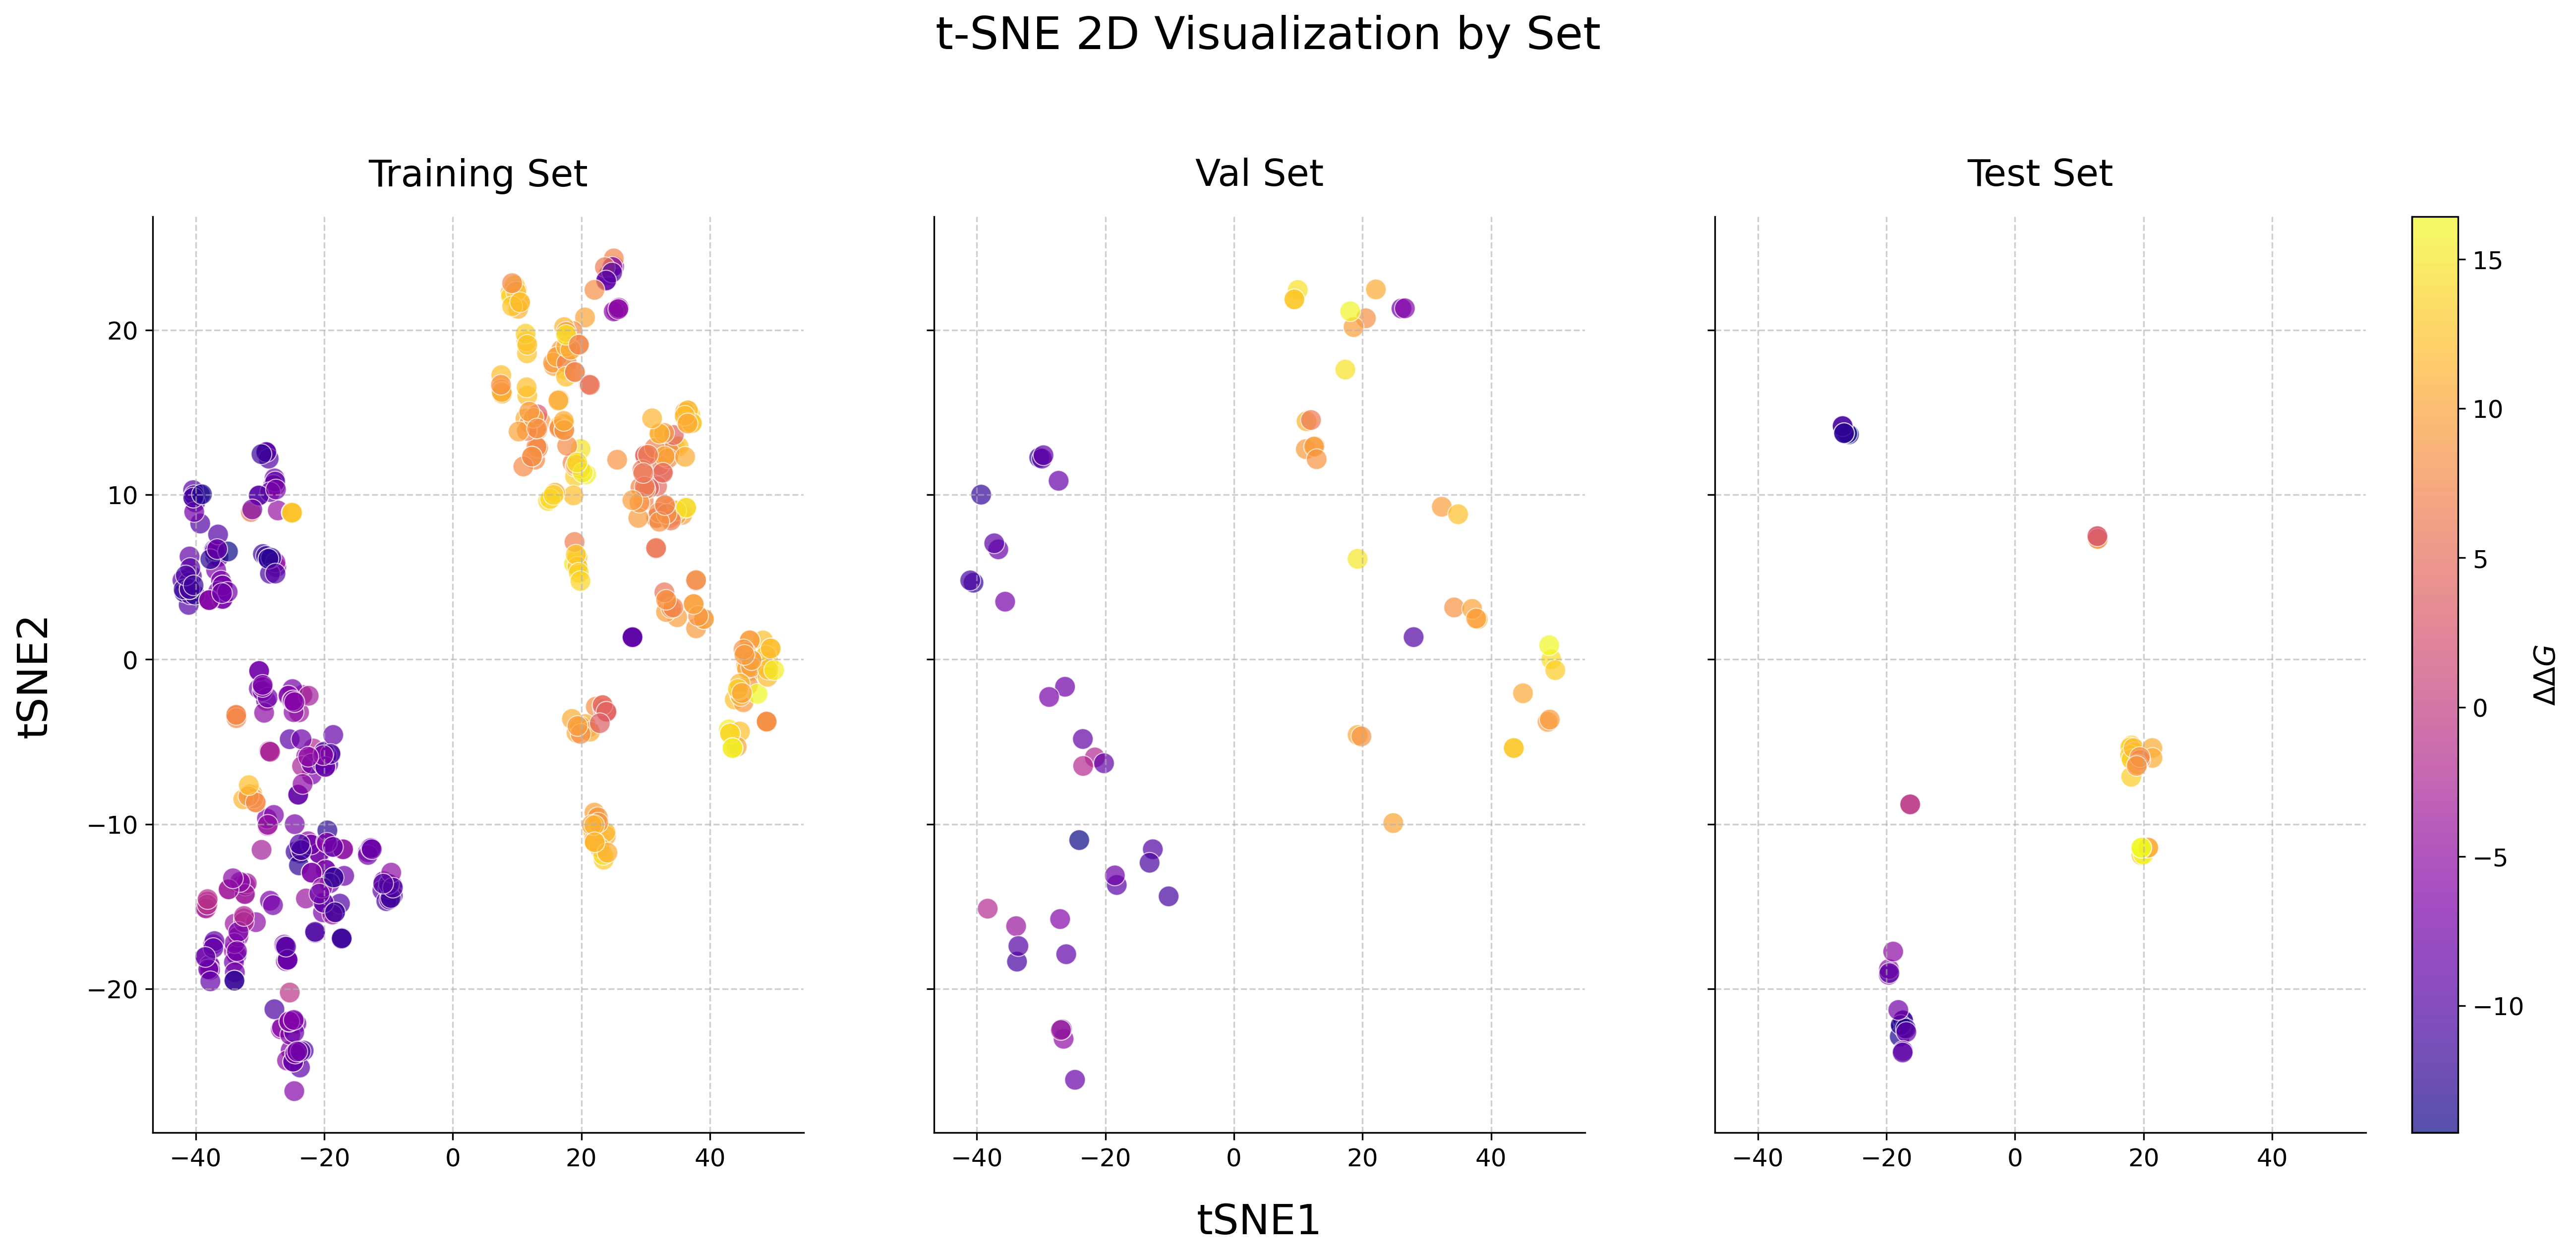 t-SNE 2D Visualization by Set
Training Set
Val Set
Test Set
tSNE2
20
10
0
−10
−20
−40 −20 0 20 40
−40 −20 0 20 40
−40 −20 0 20 40
tSNE1
15
10
5
0
−5
−10
ΔΔG